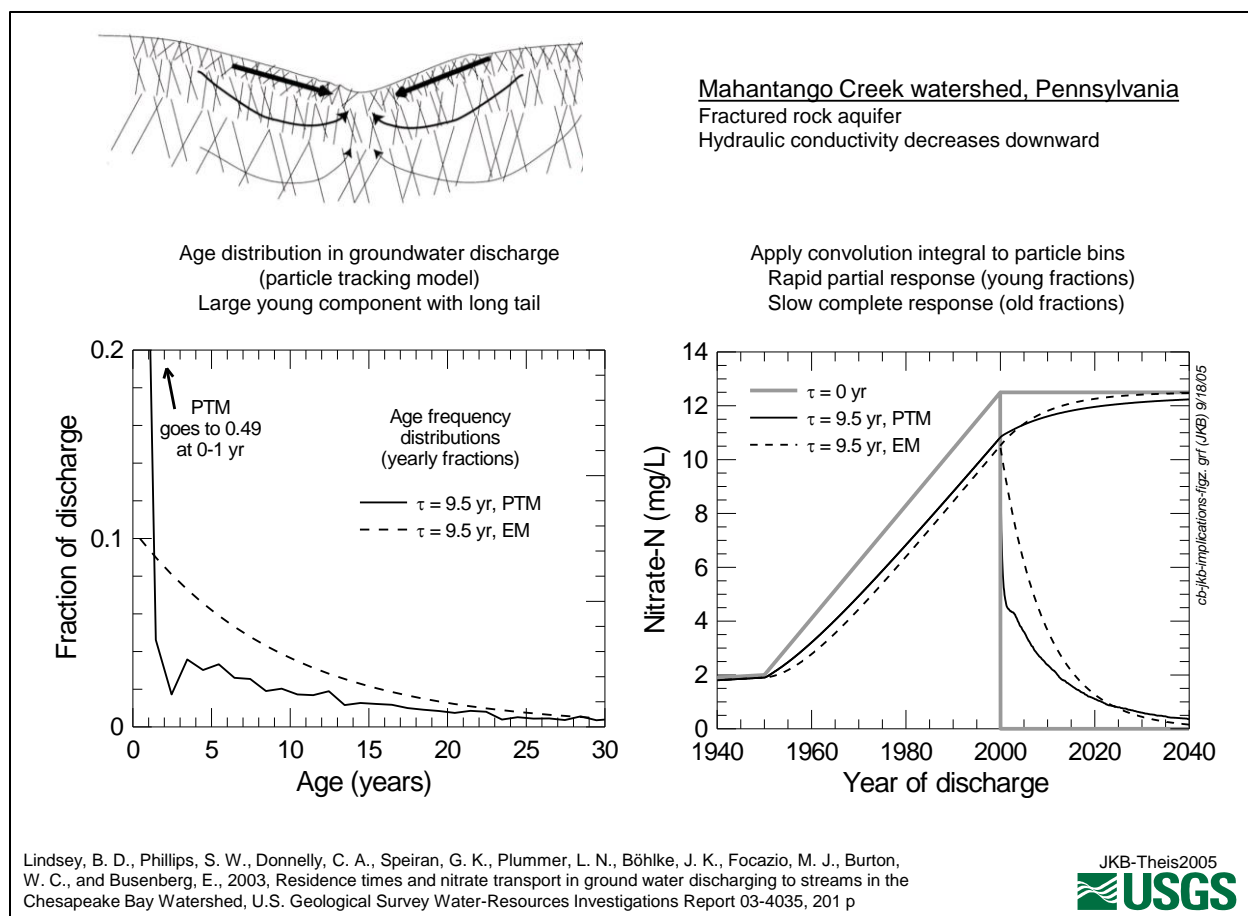 Mahantango Creek watershed, Pennsylvania
Fractured rock aquifer
Hydraulic conductivity decreases downward
Age distribution in groundwater discharge
(particle tracking model)
Large young component with long tail
Apply convolution integral to particle bins
Rapid partial response (young fractions)
Slow complete response (old fractions)
Fraction of discharge
0.2
0.1
0
PTM
goes to 0.49
at 0-1 yr
Age frequency
distributions
(yearly fractions)
τ = 9.5 yr, PTM
τ = 9.5 yr, EM
0 5 10 15 20 25 30
Age (years)
Nitrate-N (mg/L)
14
12
10
8
6
4
2
0
τ = 0 yr
τ = 9.5 yr, PTM
τ = 9.5 yr, EM
1940 1960 1980 2000 2020 2040
Year of discharge
cb-jkb-implications-figz. grf (JKB) 9/18/05
Lindsey, B. D., Phillips, S. W., Donnelly, C. A., Speiran, G. K., Plummer, L. N., Böhlke, J. K., Focazio, M. J., Burton,
W. C., and Busenberg, E., 2003, Residence times and nitrate transport in ground water discharging to streams in the
Chesapeake Bay Watershed, U.S. Geological Survey Water-Resources Investigations Report 03-4035, 201 p
JKB-Theis2005
USGS